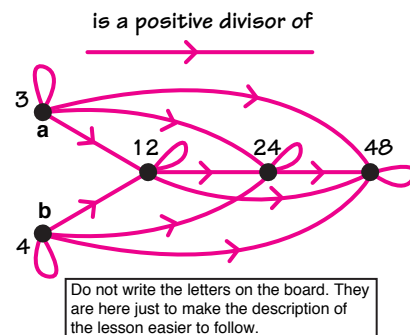 is a positive divisor of
3
a
12
24
48
b
4
Do not write the letters on the board. They
are here just to make the description of
the lesson easier to follow.